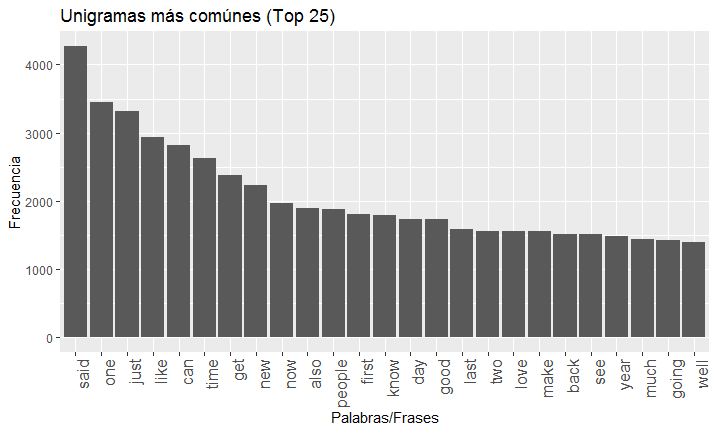 Unigramas más comúnes (Top 25)
Frecuencia
4000
3000
2000
1000
0
said
one
just
like
can
time
get
new
now
also
people
first
know
day
good
last
two
love
make
back
see
year
much
going
well
Palabras/Frases